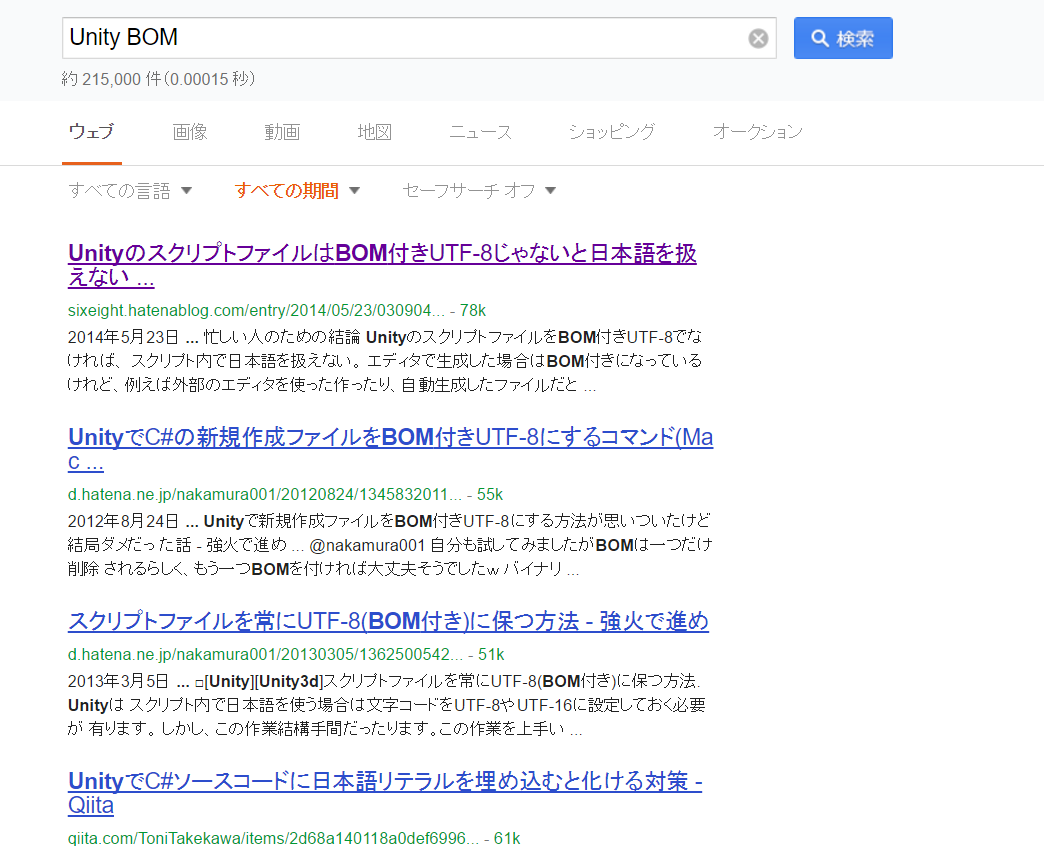 Unity BOM
検索
約 215,000 件 (0.00015 秒)
ウェブ 画像 動画 地図 ニュース ショッピング オークション
すべての言語 ▼ すべての期間 ▼ セーフサーチ オフ ▼
UnityのスクリプトファイルはBOM付きUTF-8じゃないと日本語を扱
えない ...
sixeight.hatenablog.com/entry/2014/05/23/030904... - 78k
2014年5月23日 ... 忙しい人のための結論 UnityのスクリプトファイルをBOM付きUTF-8でな
ければ、 スクリプト内で日本語を扱えない。 エディタで生成した場合はBOM付きになっている
けれど、例えば外部のエディタを使った作ったり、自動生成したファイルだと ...
UnityでC#の新規作成ファイルをBOM付きUTF-8にするコマンド(Ma
c ...
d.hatena.ne.jp/nakamura001/20120824/1345832011... - 55k
2012年8月24日 ... Unityで新規作成ファイルをBOM付きUTF-8にする方法が思いついたけど
結局ダメだった話 - 強火で進め ... @nakamura001 自分も試してみましたがBOMは一つだけ
削除 されるらしく、もう一つBOMを付ければ大丈夫そうでしたw バイナリ ...
スクリプトファイルを常にUTF-8(BOM付き)に保つ方法 - 強火で進め
d.hatena.ne.jp/nakamura001/20130305/1362500542... - 51k
2013年3月5日 ... □[Unity][Unity3d]スクリプトファイルを常にUTF-8(BOM付き)に保つ方法.
Unityは スクリプト内で日本語を使う場合は文字コードをUTF-8やUTF-16に設定しておく必要
が 有ります。 しかし、この作業結構手間だったります。この作業を上手い ...
UnityでC#ソースコードに日本語リテラルを埋め込むと化ける対策 -
Qiita
qiita.com/ToniTakekawa/items/2d68a140118a0def6996... - 61k